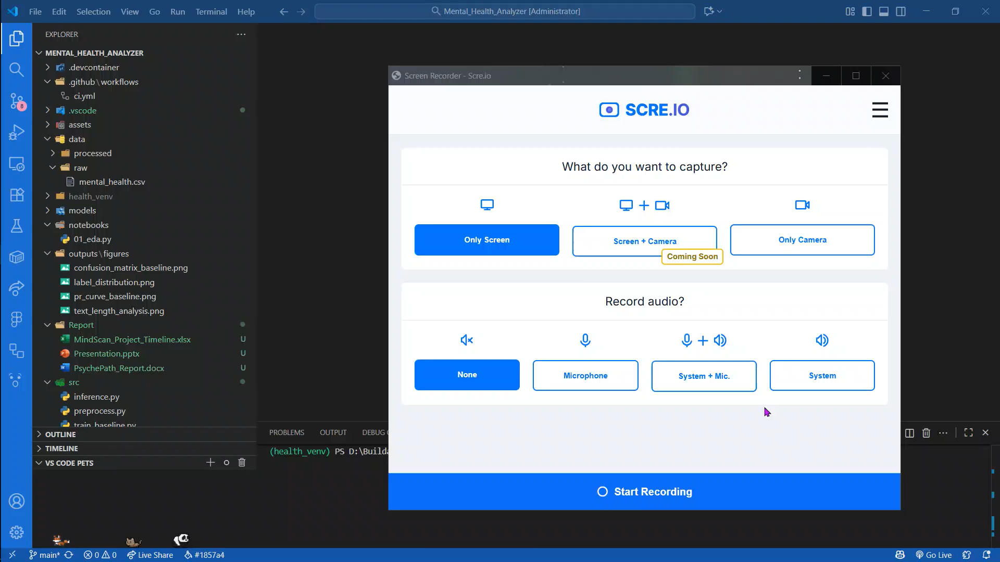 File Edit Selection View Go Run Terminal Help
Mental_Health_Analyzer [Administrator]
EXPLORER
MENTAL_HEALTH_ANALYZER
.devcontainer
.github\workflows
ci.yml
.vscode
assets
data
processed
raw
mental_health.csv
health_venv
models
notebooks
01_eda.py
outputs\figures
confusion_matrix_baseline.png
label_distribution.png
pr_curve_baseline.png
text_length_analysis.png
Report
MindScan_Project_Timeline.xlsx U
Presentation.pptx U
PsychePath_Report.docx U
src
inference.py
preprocess.py
train_baseline.py
OUTLINE
TIMELINE
VS CODE PETS
8
Screen Recorder - Scre.io
SCRE.IO
What do you want to capture?
Only Screen
Screen + Camera
Only Camera
Coming Soon
Record audio?
None
Microphone
System + Mic.
System
Start Recording
PROBLEMS OUTPUT DEBUG
(health_venv) PS D:\Builda
main* 0 0 Live Share #1857a4
Go Live